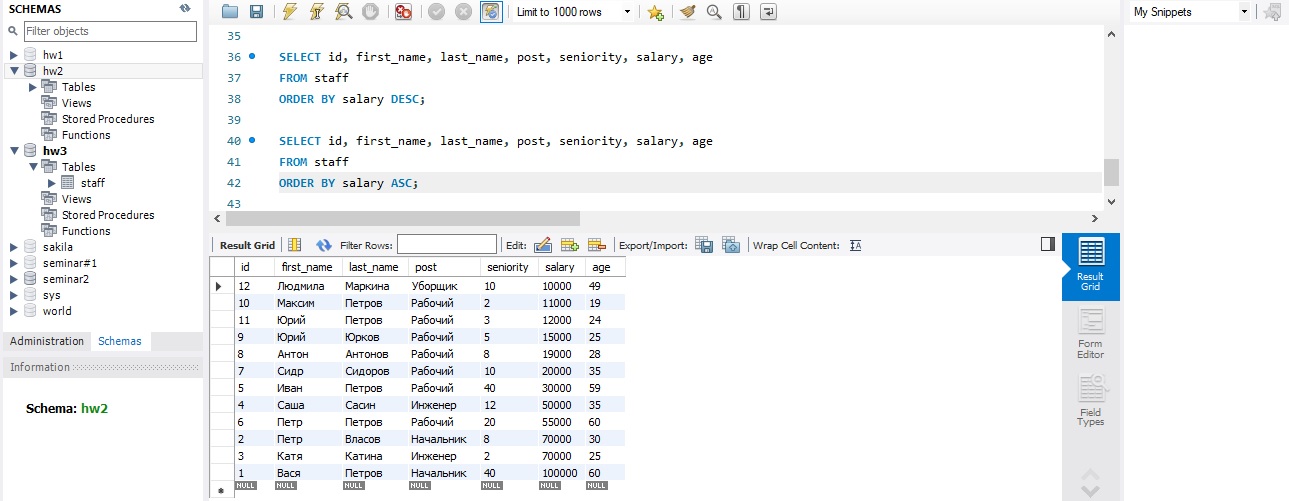 SCHEMAS
Filter objects
hw1
hw2
Tables
Views
Stored Procedures
Functions
hw3
Tables
staff
Views
Stored Procedures
Functions
sakila
seminar#1
seminar2
sys
world
Administration Schemas
Information
Schema: hw2
Limit to 1000 rows
35
36 SELECT id, first_name, last_name, post, seniority, salary, age
37 FROM staff
38 ORDER BY salary DESC;
39
40 SELECT id, first_name, last_name, post, seniority, salary, age
41 FROM staff
42 ORDER BY salary ASC;
43
Result Grid Filter Rows: Edit: Export/Import: Wrap Cell Content:
id first_name last_name post seniority salary age
12 Людмила Маркина Уборщик 10 10000 49
10 Максим Петров Рабочий 2 11000 19
11 Юрий Петров Рабочий 3 12000 24
9 Юрий Юрков Рабочий 5 15000 25
8 Антон Антонов Рабочий 8 19000 28
7 Сидр Сидоров Рабочий 10 20000 35
5 Иван Петров Рабочий 40 30000 59
4 Саша Сасин Инженер 12 50000 35
6 Петр Петров Рабочий 20 55000 60
2 Петр Власов Начальник 8 70000 30
3 Катя Катина Инженер 2 70000 25
1 Вася Петров Начальник 40 100000 60
NULL NULL NULL NULL NULL NULL NULL
Result
Grid
Form
Editor
Field
Types
My Snippets